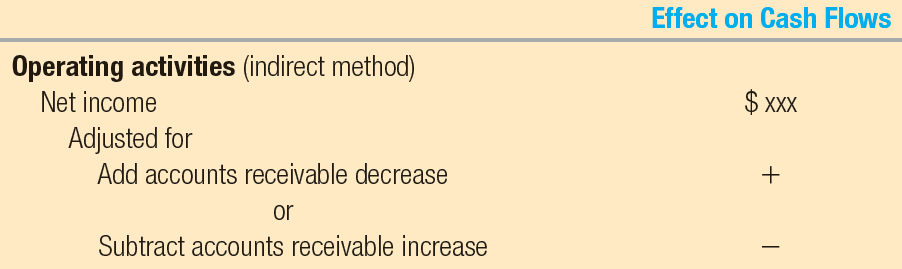 Effect on Cash Flows
Operating activities (indirect method)
Net income $ xxx
Adjusted for
Add accounts receivable decrease +
or
Subtract accounts receivable increase −